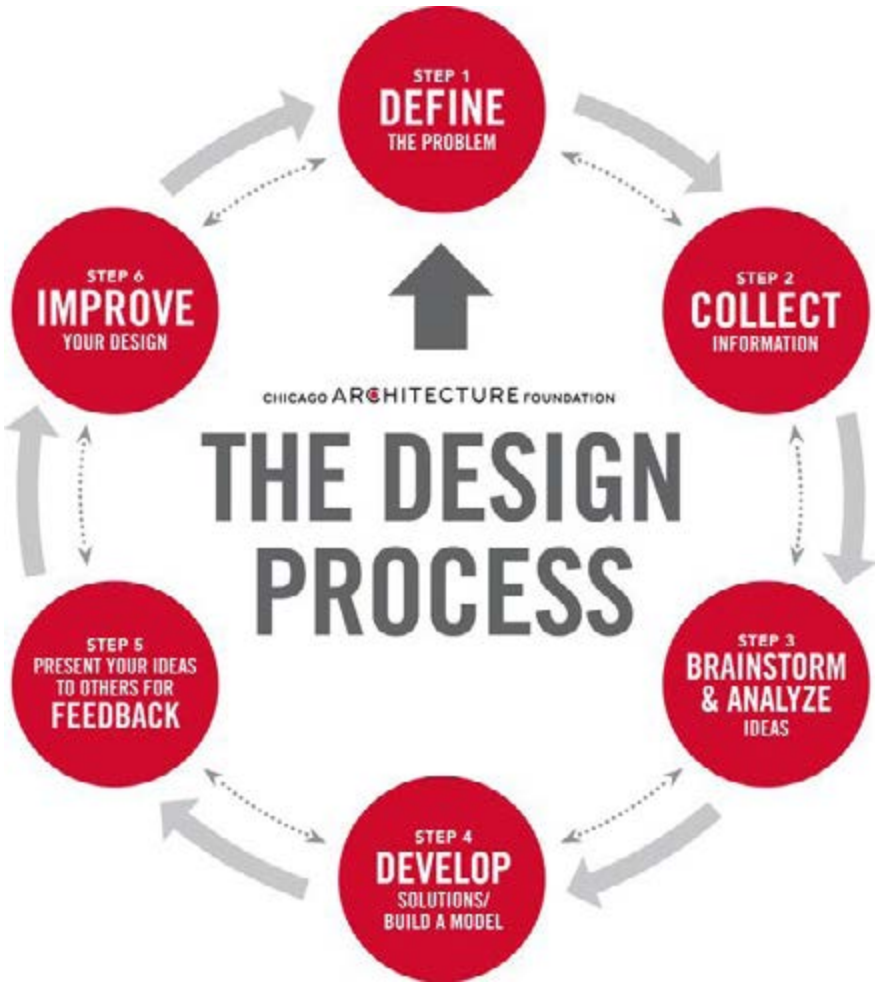 STEP 1
DEFINE
THE PROBLEM
STEP 2
COLLECT
INFORMATION
STEP 3
BRAINSTORM
& ANALYZE
IDEAS
STEP 4
DEVELOP
SOLUTIONS/
BUILD A MODEL
STEP 5
PRESENT YOUR IDEAS
TO OTHERS FOR
FEEDBACK
STEP 6
IMPROVE
YOUR DESIGN
CHICAGO ARCHITECTURE FOUNDATION
THE DESIGN
PROCESS